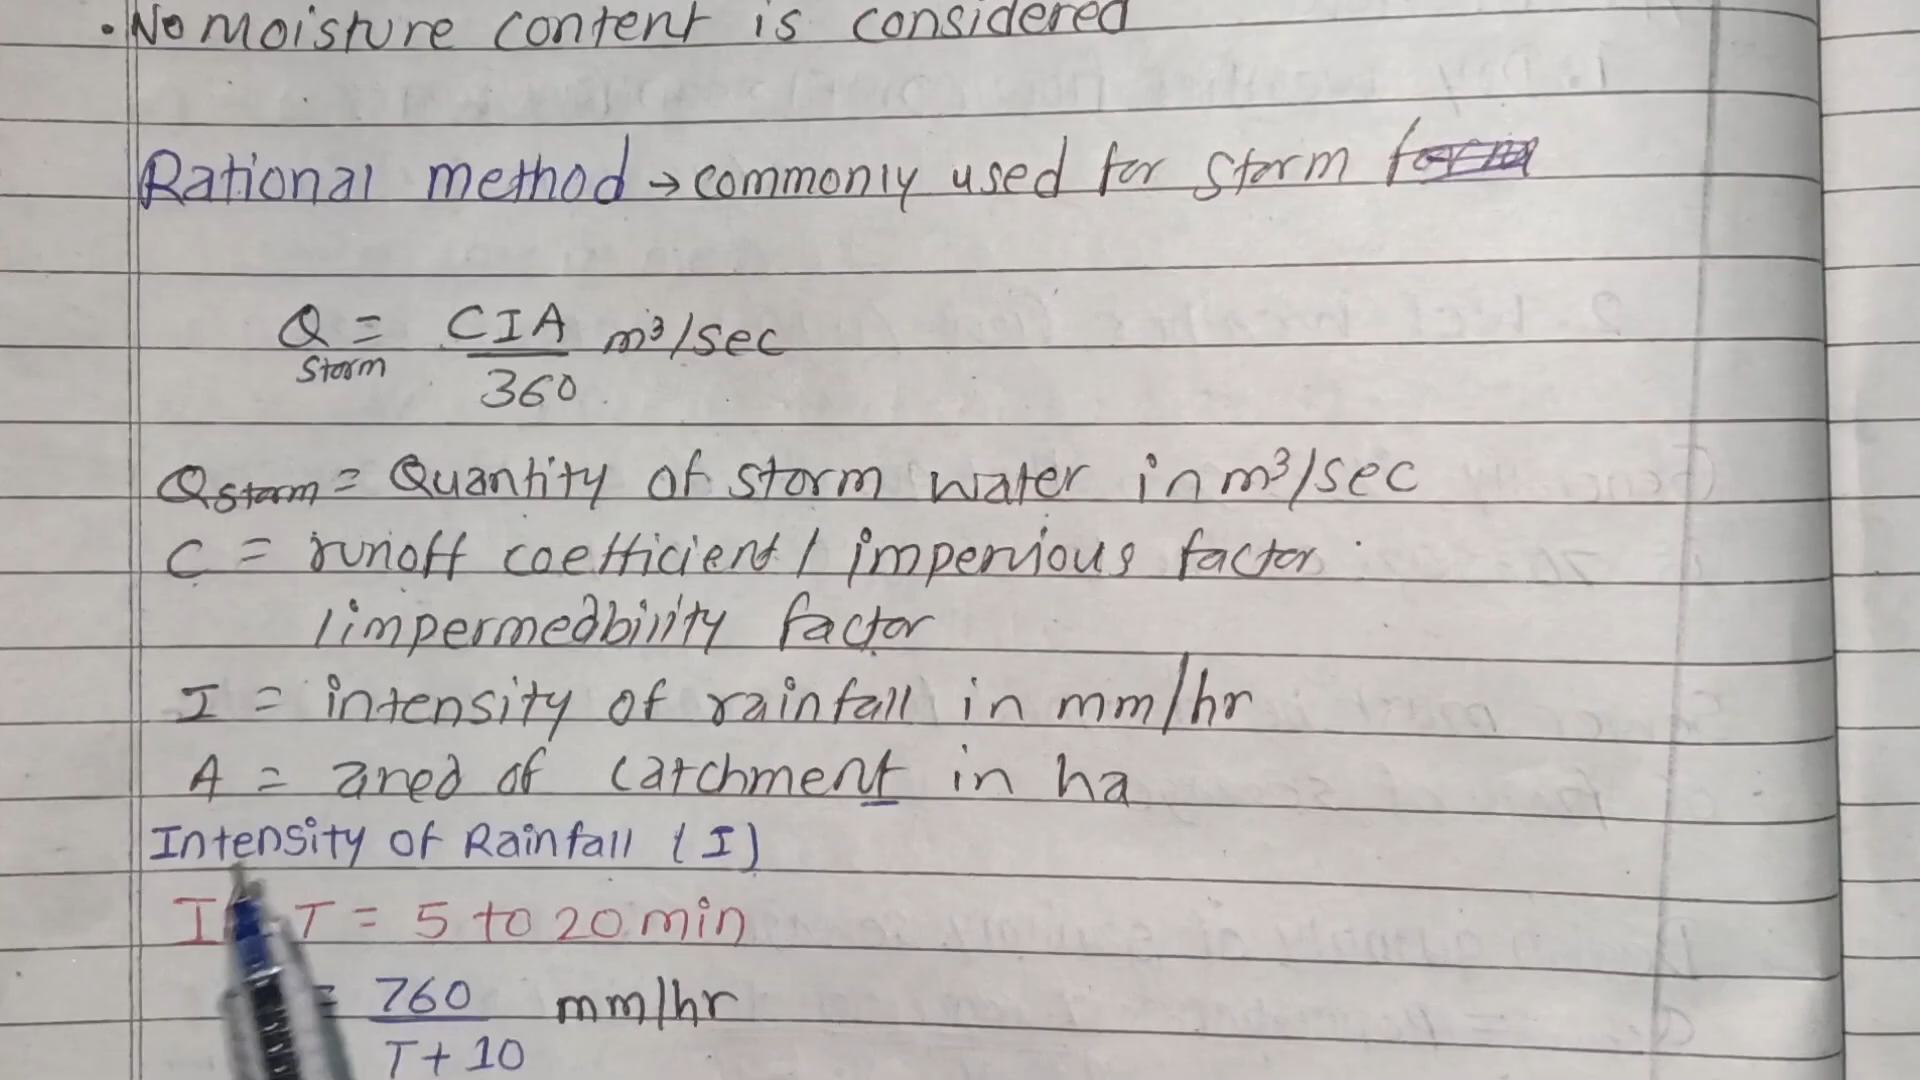 • No moisture content is considered
Rational method → commonly used for storm
Q = CIA m³/sec
storm 360
Qstorm = Quantity of storm water in m³/sec
C = runoff coefficient / impervious factor
/impermeability factor
I = intensity of rainfall in mm/hr
A = area of catchment in ha
Intensity of Rainfall (I)
T = 5 to 20 min
= 760 mm/hr
T + 10